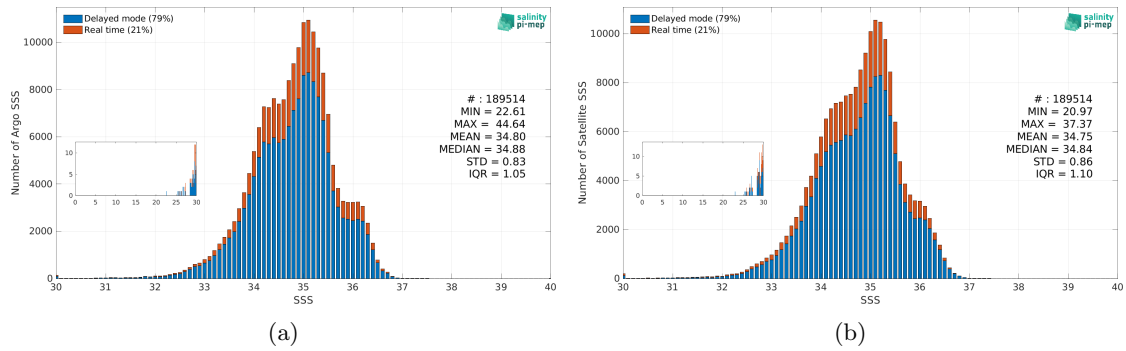 Delayed mode (79%)
Real time (21%)
salinity
pi-mep
10000
8000
6000
4000
2000
0
Number of Argo SSS
# : 189514
MIN = 22.61
MAX = 44.64
MEAN = 34.80
MEDIAN = 34.88
STD = 0.83
IQR = 1.05
10
5
0
0 5 10 15 20 25 30
30 31 32 33 34 35 36 37 38 39 40
SSS
(a)
Delayed mode (79%)
Real time (21%)
salinity
pi-mep
10000
8000
6000
4000
2000
0
Number of Satellite SSS
# : 189514
MIN = 20.97
MAX = 37.37
MEAN = 34.75
MEDIAN = 34.84
STD = 0.86
IQR = 1.10
10
5
0
0 5 10 15 20 25 30
30 31 32 33 34 35 36 37 38 39 40
SSS
(b)